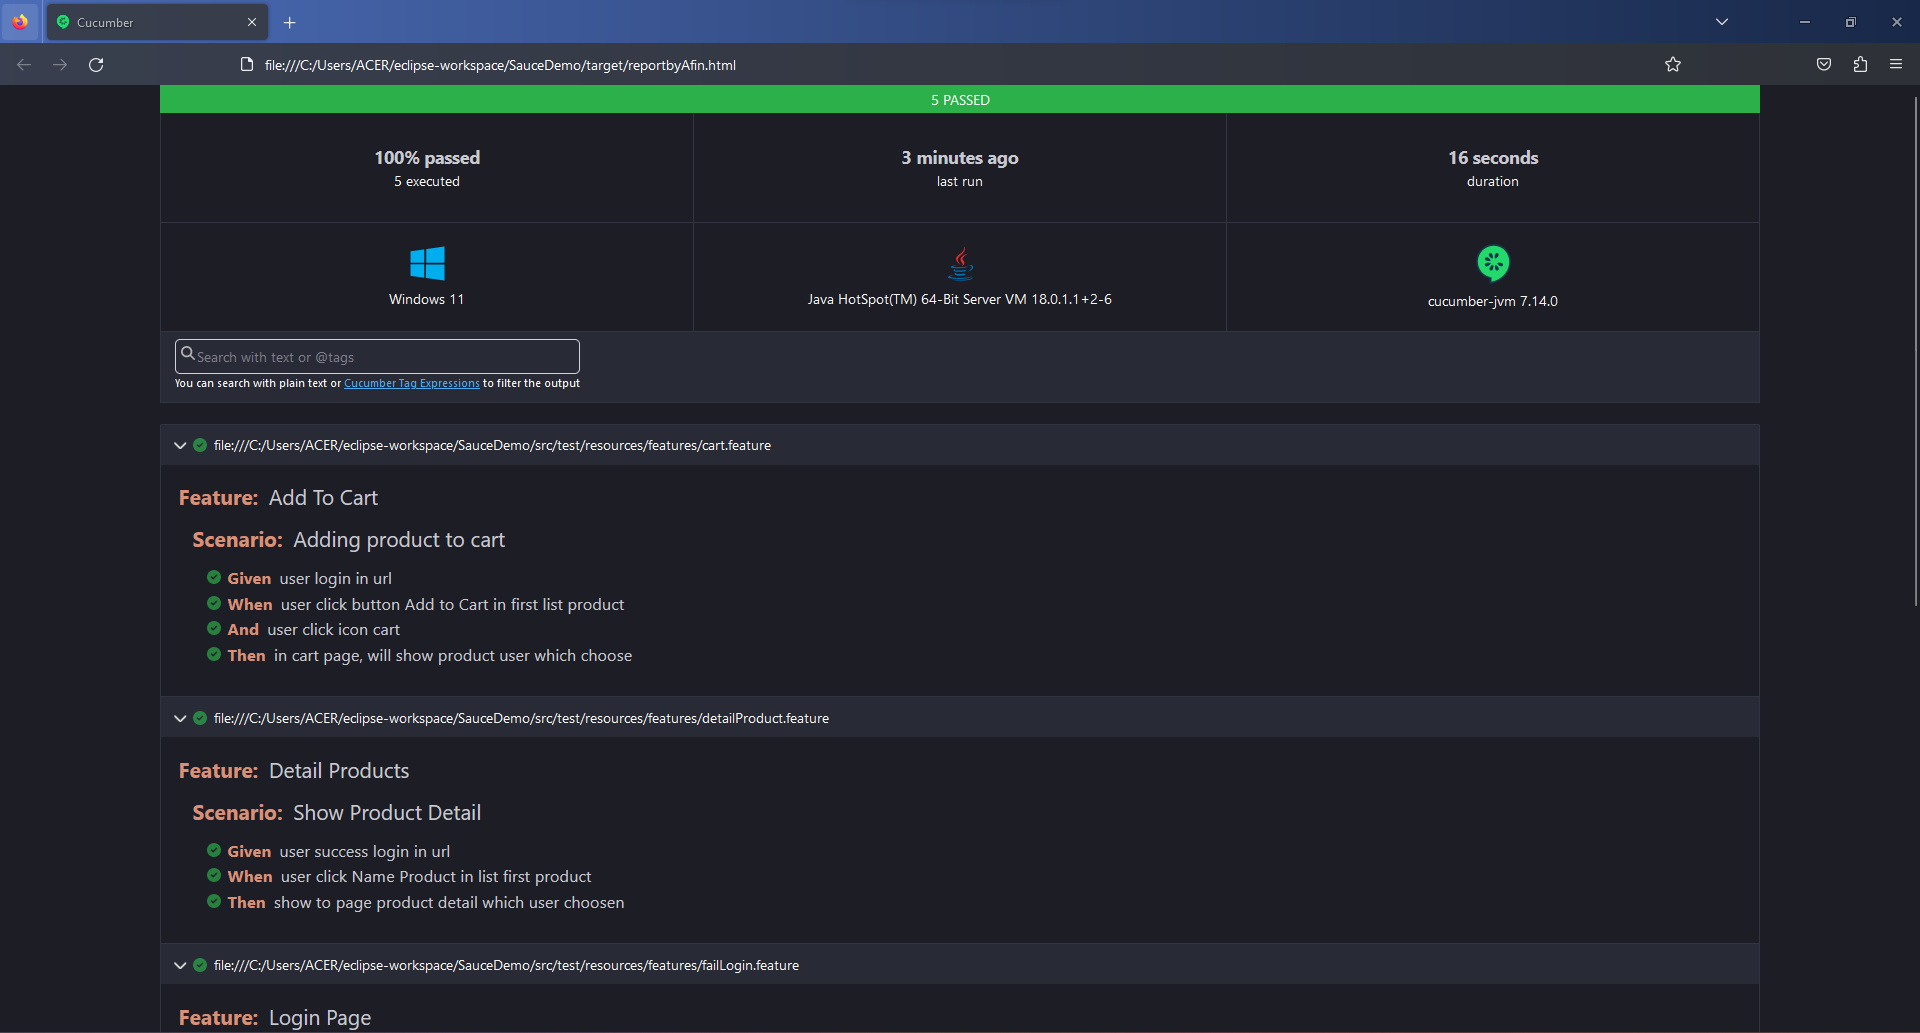 Cucumber
file:///C:/Users/ACER/eclipse-workspace/SauceDemo/target/reportbyAfin.html
5 PASSED
100% passed
5 executed
3 minutes ago
last run
16 seconds
duration
Windows 11
Java HotSpot(TM) 64-Bit Server VM 18.0.1.1+2-6
cucumber-jvm 7.14.0
Search with text or @tags
You can search with plain text or Cucumber Tag Expressions to filter the output
file:///C:/Users/ACER/eclipse-workspace/SauceDemo/src/test/resources/features/cart.feature
Feature: Add To Cart
Scenario: Adding product to cart
Given user login in url
When user click button Add to Cart in first list product
And user click icon cart
Then in cart page, will show product user which choose
file:///C:/Users/ACER/eclipse-workspace/SauceDemo/src/test/resources/features/detailProduct.feature
Feature: Detail Products
Scenario: Show Product Detail
Given user success login in url
When user click Name Product in list first product
Then show to page product detail which user choosen
file:///C:/Users/ACER/eclipse-workspace/SauceDemo/src/test/resources/features/failLogin.feature
Feature: Login Page